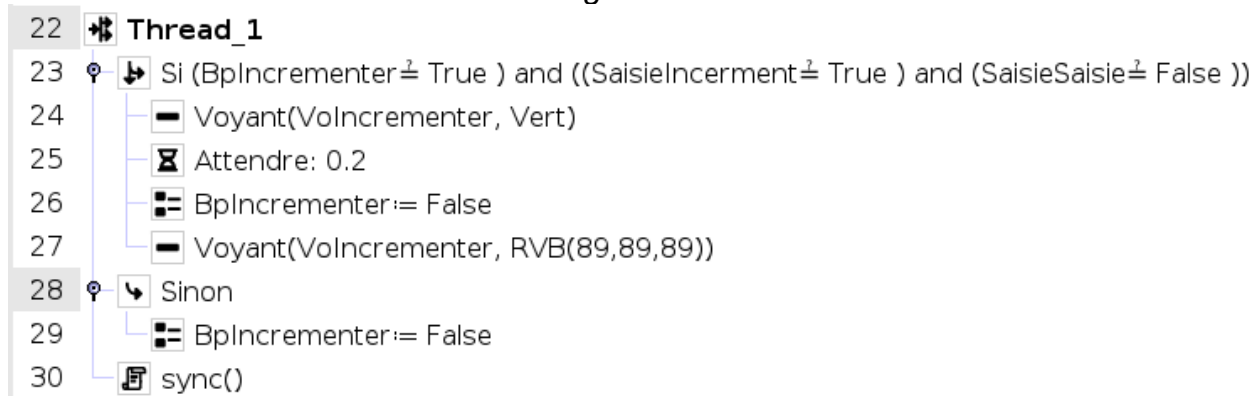 22 Thread_1
23 Si (BpIncrementer≟ True ) and ((SaisieIncerment≟ True ) and (SaisieSaisie≟ False ))
24 Voyant(VoIncrementer, Vert)
25 Attendre: 0.2
26 BpIncrementer:= False
27 Voyant(VoIncrementer, RVB(89,89,89))
28 Sinon
29 BpIncrementer:= False
30 sync()